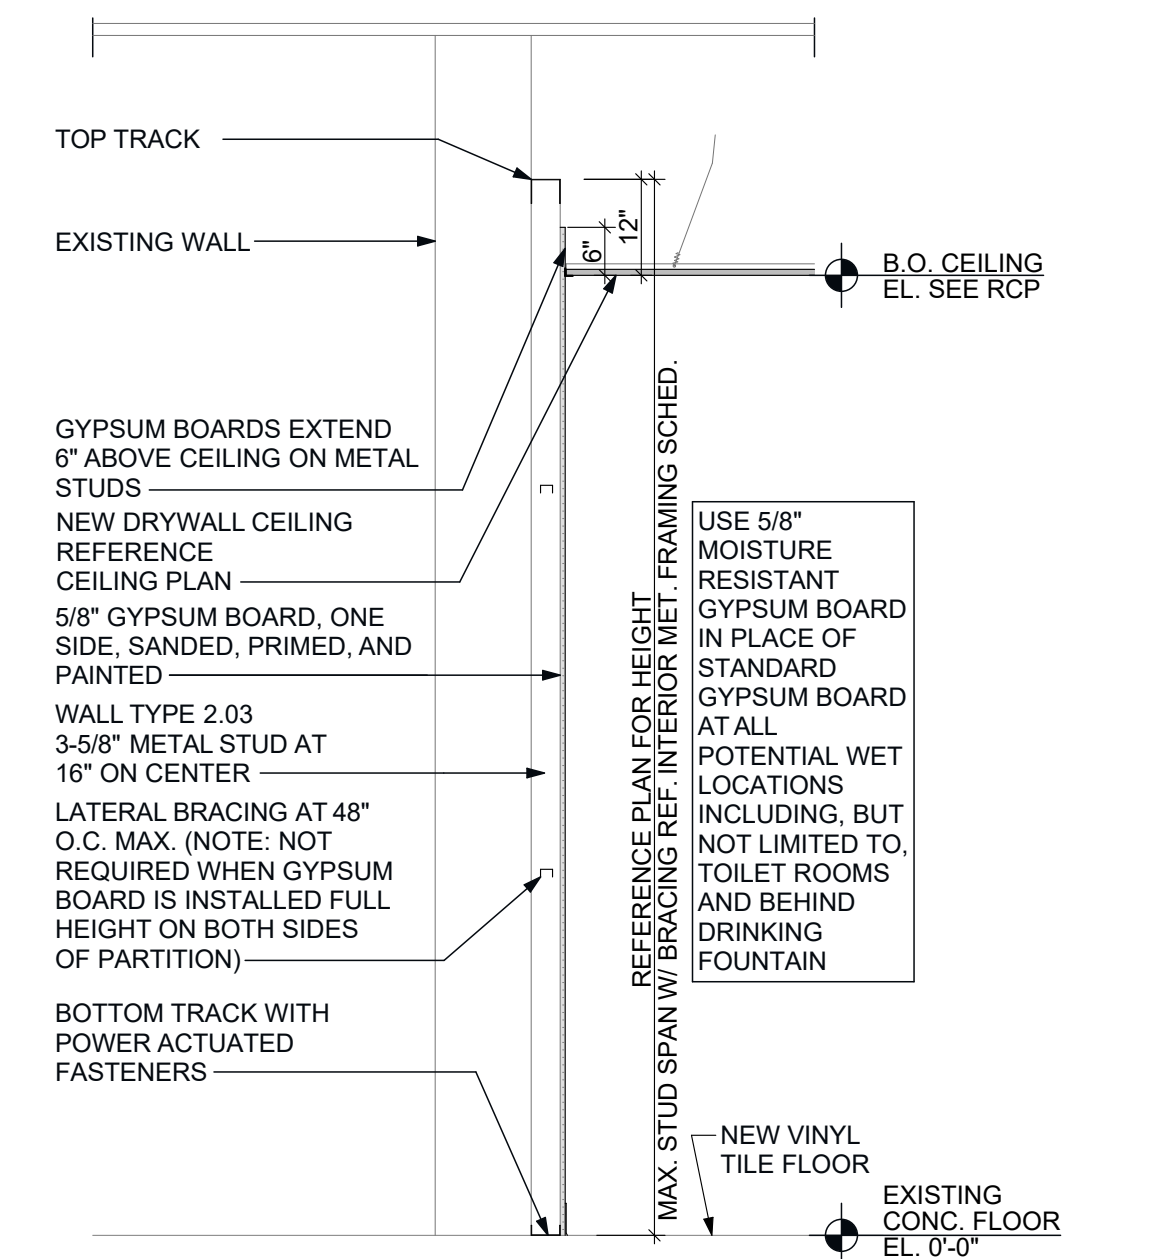 TOP TRACK
EXISTING WALL
12"
6"
B.O. CEILING
EL. SEE RCP
GYPSUM BOARDS EXTEND
6" ABOVE CEILING ON METAL
STUDS
NEW DRYWALL CEILING
REFERENCE
CEILING PLAN
5/8" GYPSUM BOARD, ONE
SIDE, SANDED, PRIMED, AND
PAINTED
WALL TYPE 2.03
3-5/8" METAL STUD AT
16" ON CENTER
LATERAL BRACING AT 48"
O.C. MAX. (NOTE: NOT
REQUIRED WHEN GYPSUM
BOARD IS INSTALLED FULL
HEIGHT ON BOTH SIDES
OF PARTITION)
BOTTOM TRACK WITH
POWER ACTUATED
FASTENERS
REFERENCE PLAN FOR HEIGHT
MAX. STUD SPAN W/ BRACING REF. INTERIOR MET. FRAMING SCHED.
USE 5/8"
MOISTURE
RESISTANT
GYPSUM BOARD
IN PLACE OF
STANDARD
GYPSUM BOARD
AT ALL
POTENTIAL WET
LOCATIONS
INCLUDING, BUT
NOT LIMITED TO,
TOILET ROOMS
AND BEHIND
DRINKING
FOUNTAIN
NEW VINYL
TILE FLOOR
EXISTING
CONC. FLOOR
EL. 0'-0"